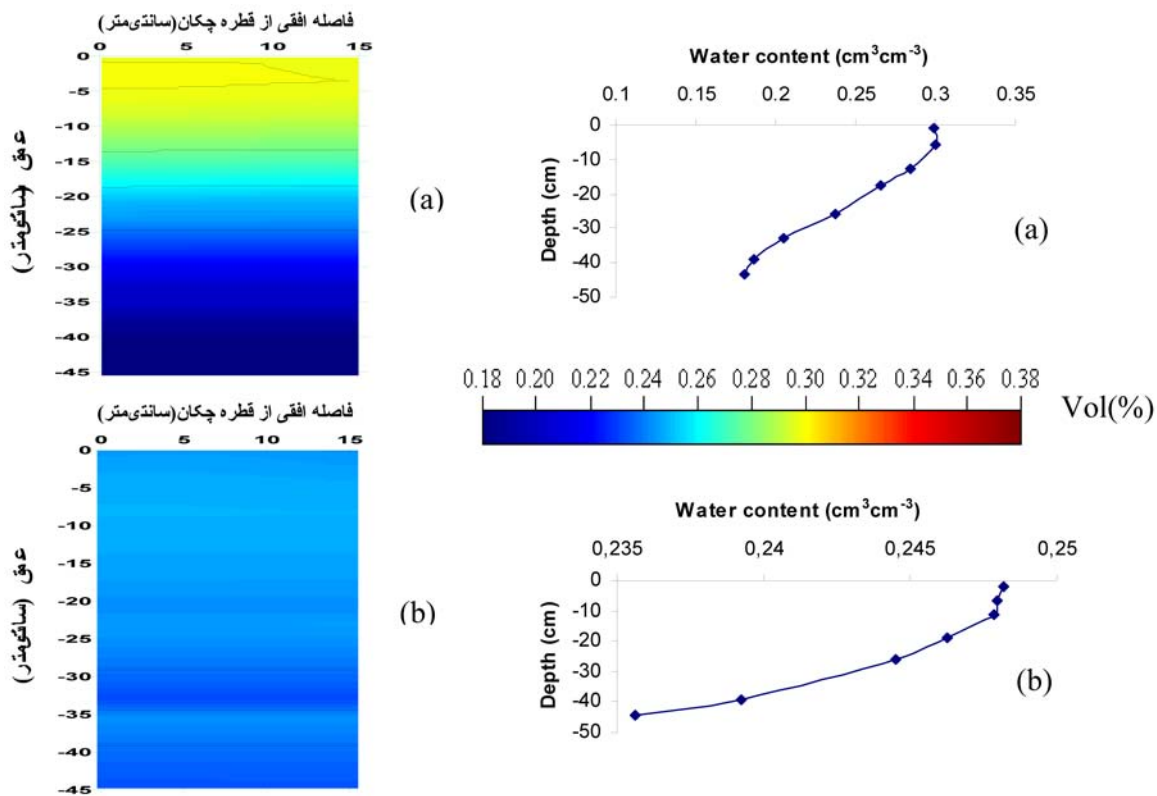 فاصله افقی از قطره چکان(سانتی‌متر)
0 5 10 15
0
-5
-10
-15
-20
-25
-30
-35
-40
-45
عمق (سانتی‌متر)
(a)
Water content (cm³cm⁻³)
0.1 0.15 0.2 0.25 0.3 0.35
0
-10
-20
-30
-40
-50
Depth (cm)
(a)
0.18 0.20 0.22 0.24 0.26 0.28 0.30 0.32 0.34 0.36 0.38
Vol(%)
فاصله افقی از قطره چکان(سانتی‌متر)
0 5 10 15
0
-5
-10
-15
-20
-25
-30
-35
-40
-45
عمق (سانتی‌متر)
(b)
Water content (cm³cm⁻³)
0,235 0,24 0,245 0,25
0
-10
-20
-30
-40
-50
Depth (cm)
(b)